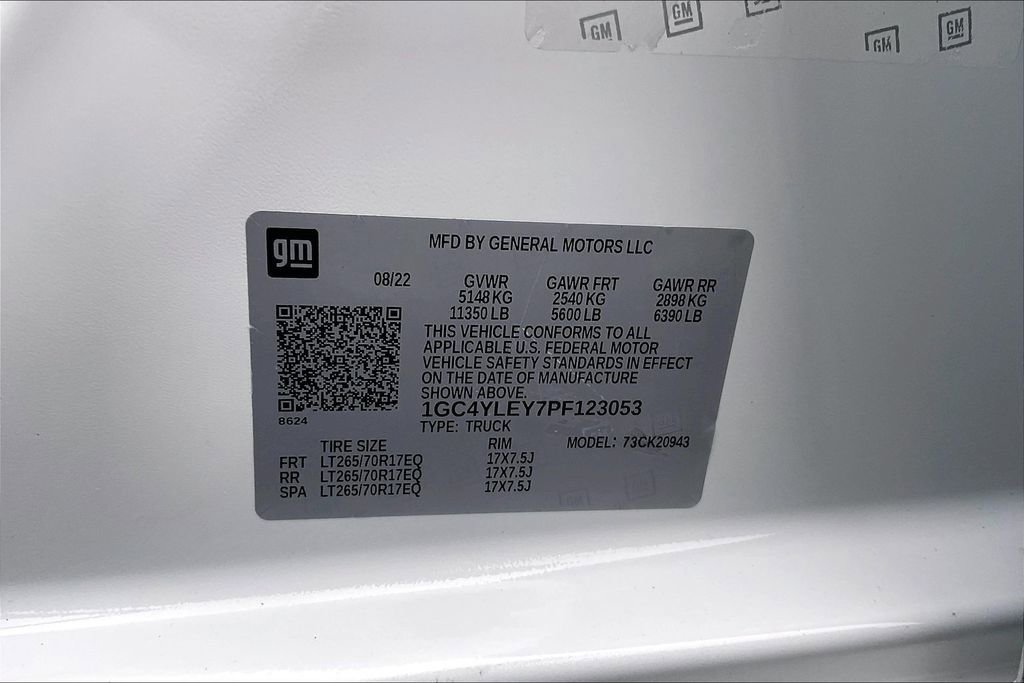 GM GM GM GM
gm
MFD BY GENERAL MOTORS LLC
08/22 GVWR GAWR FRT GAWR RR
5148 KG 2540 KG 2898 KG
11350 LB 5600 LB 6390 LB
THIS VEHICLE CONFORMS TO ALL
APPLICABLE U.S. FEDERAL MOTOR
VEHICLE SAFETY STANDARDS IN EFFECT
ON THE DATE OF MANUFACTURE
SHOWN ABOVE.
1GC4YLEY7PF123053
8624
TYPE: TRUCK
TIRE SIZE RIM MODEL: 73CK20943
FRT LT265/70R17EQ 17X7.5J
RR LT265/70R17EQ 17X7.5J
SPA LT265/70R17EQ 17X7.5J